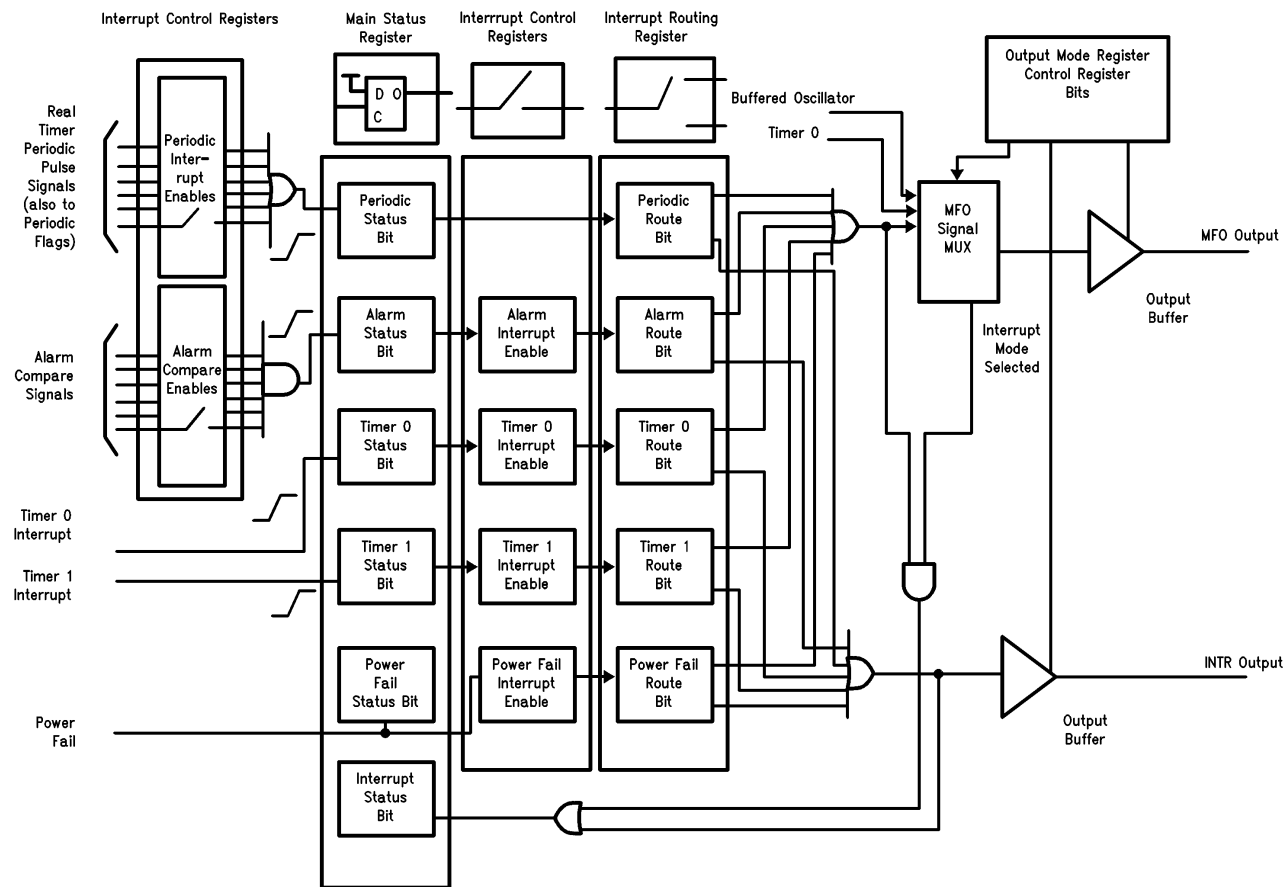 Interrupt Control Registers
Main Status
Register
Interrrupt Control
Registers
Interrupt Routing
Register
Output Mode Register
Control Register
Bits
D O
C
Buffered Oscillator
Timer 0
Real
Timer
Periodic
Pulse
Signals
(also to
Periodic
Flags)
Periodic
Inter-
rupt
Enables
Periodic
Status
Bit
Periodic
Route
Bit
MFO
Signal
MUX
MFO Output
Output
Buffer
Alarm
Compare
Signals
Alarm
Compare
Enables
Alarm
Status
Bit
Alarm
Interrupt
Enable
Alarm
Route
Bit
Interrupt
Mode
Selected
Timer 0
Status
Bit
Timer 0
Interrupt
Enable
Timer 0
Route
Bit
Timer 0
Interrupt
Timer 1
Interrupt
Timer 1
Status
Bit
Timer 1
Interrupt
Enable
Timer 1
Route
Bit
Power
Fail
Status Bit
Power Fail
Interrupt
Enable
Power Fail
Route
Bit
INTR Output
Output
Buffer
Power
Fail
Interrupt
Status
Bit